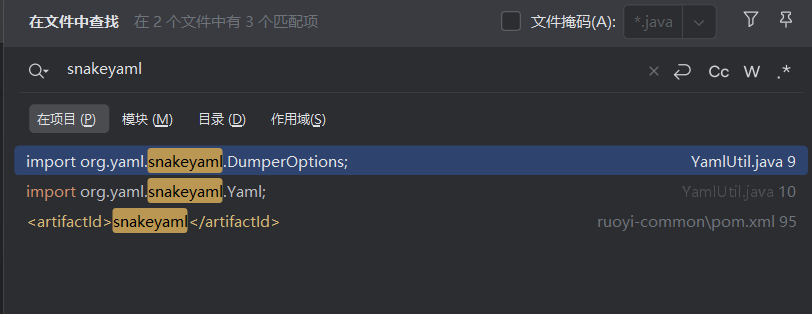 在文件中查找 在 2 个文件中有 3 个匹配项 文件掩码(A): *.java
snakeyaml Cc W .*
在项目 (P) 模块 (M) 目录 (D) 作用域(S)
import org.yaml.snakeyaml.DumperOptions; YamlUtil.java 9
import org.yaml.snakeyaml.Yaml; YamlUtil.java 10
<artifactId>snakeyaml</artifactId> ruoyi-common\pom.xml 95